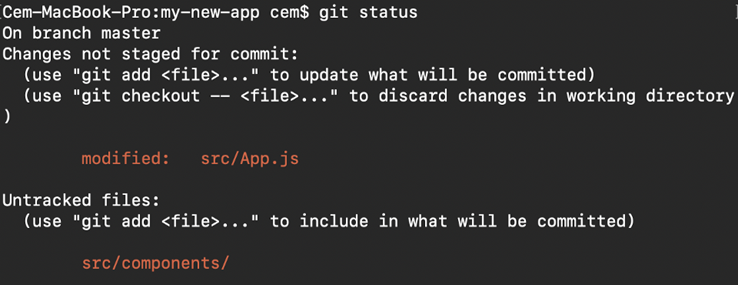 [Cem-MacBook-Pro:my-new-app cem$ git status
On branch master
Changes not staged for commit:
  (use "git add <file>..." to update what will be committed)
  (use "git checkout -- <file>..." to discard changes in working directory
)
        modified:   src/App.js
Untracked files:
  (use "git add <file>..." to include in what will be committed)
        src/components/